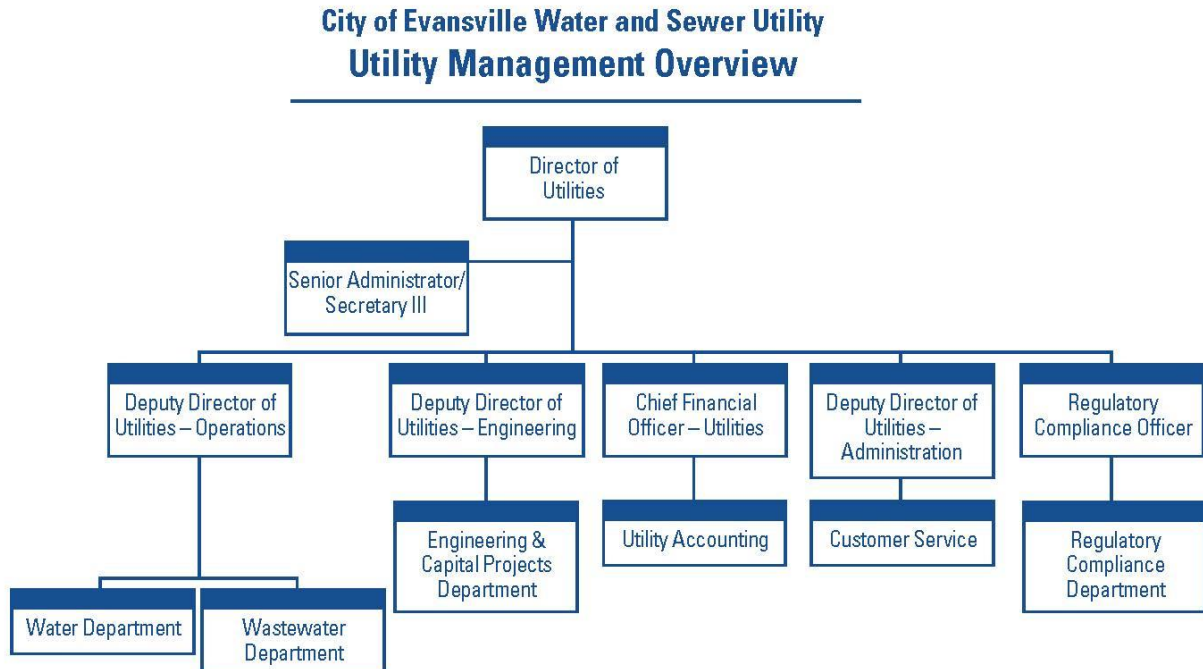 City of Evansville Water and Sewer Utility
Utility Management Overview
Director of
Utilities
Senior Administrator/
Secretary III
Deputy Director of
Utilities – Operations
Deputy Director of
Utilities – Engineering
Chief Financial
Officer – Utilities
Deputy Director of
Utilities –
Administration
Regulatory
Compliance Officer
Engineering &
Capital Projects
Department
Utility Accounting
Customer Service
Regulatory
Compliance
Department
Water Department
Wastewater
Department